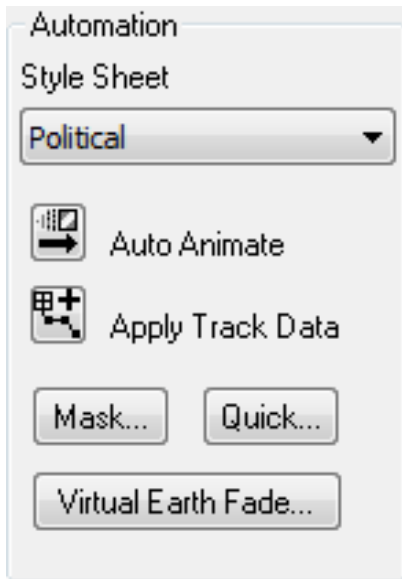 Automation
Style Sheet
Political
Auto Animate
Apply Track Data
Mask... Quick...
Virtual Earth Fade...